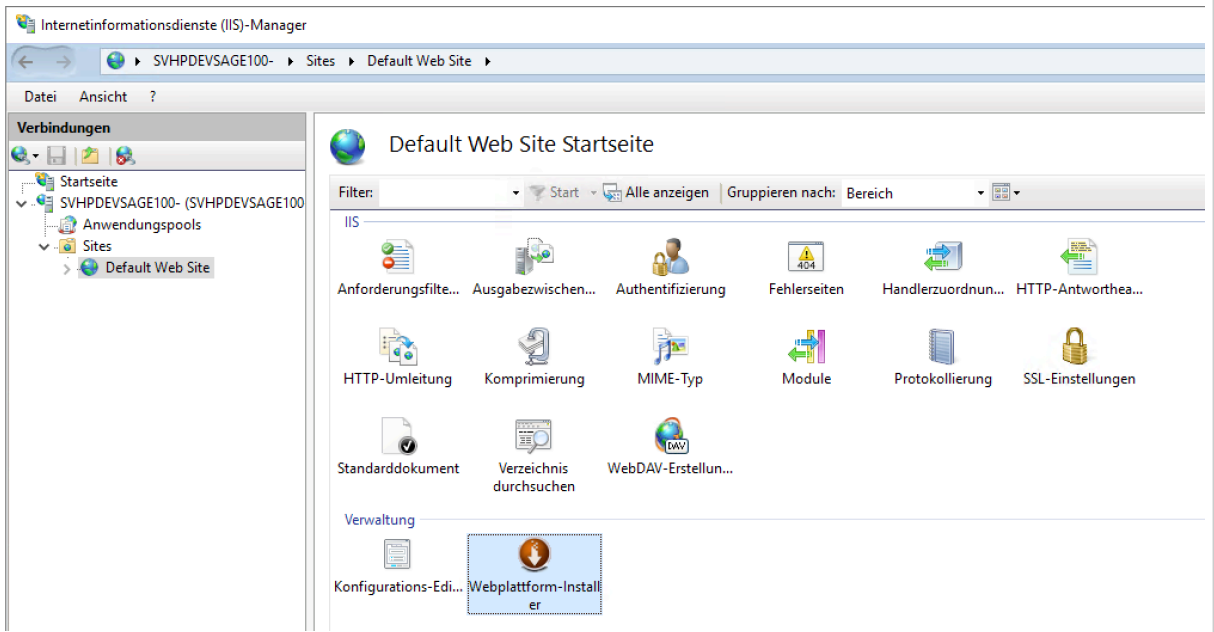 Internetinformationsdienste (IIS)-Manager
SVHPDEVSAGE100- Sites Default Web Site
Datei Ansicht ?
Verbindungen
Startseite
SVHPDEVSAGE100- (SVHPDEVSAGE100
Anwendungspools
Sites
Default Web Site
Default Web Site Startseite
Filter: Start Alle anzeigen Gruppieren nach: Bereich
IIS
404
Anforderungsfilte... Ausgabezwischen... Authentifizierung Fehlerseiten Handlerzuordnun... HTTP-Antworthea...
HTTP-Umleitung Komprimierung MIME-Typ Module Protokollierung SSL-Einstellungen
DAV
Standarddokument Verzeichnis WebDAV-Erstellun...
durchsuchen
Verwaltung
Konfigurations-Edi... Webplattform-Install
er